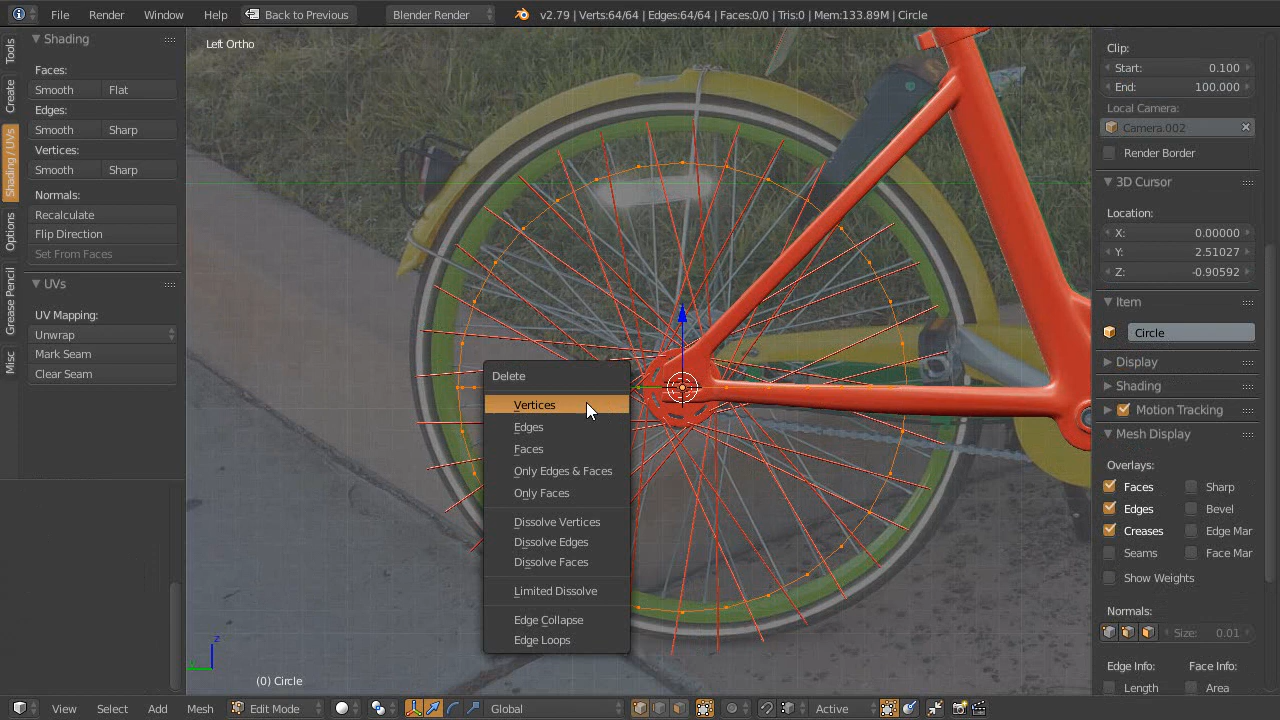 File Render Window Help Back to Previous Blender Render v2.79 | Verts:64/64 | Edges:64/64 | Faces:0/0 | Tris:0 | Mem:133.89M | Circle
Tools
Create
Shading / UVs
Options
Grease Pencil
Misc
Shading
Faces:
Smooth Flat
Edges:
Smooth Sharp
Vertices:
Smooth Sharp
Normals:
Recalculate
Flip Direction
Set From Faces
UVs
UV Mapping:
Unwrap
Mark Seam
Clear Seam
Left Ortho
Delete
Vertices
Edges
Faces
Only Edges & Faces
Only Faces
Dissolve Vertices
Dissolve Edges
Dissolve Faces
Limited Dissolve
Edge Collapse
Edge Loops
z
(0) Circle
Clip:
Start: 0.100
End: 100.000
Local Camera:
Camera.002
Render Border
3D Cursor
Location:
X: 0.00000
Y: 2.51027
Z: -0.90592
Item
Circle
Display
Shading
Motion Tracking
Mesh Display
Overlays:
Faces Sharp
Edges Bevel
Creases Edge Mar
Seams Face Mar
Show Weights
Normals:
Size: 0.01
Edge Info: Face Info:
Length Area
View Select Add Mesh Edit Mode Global Active